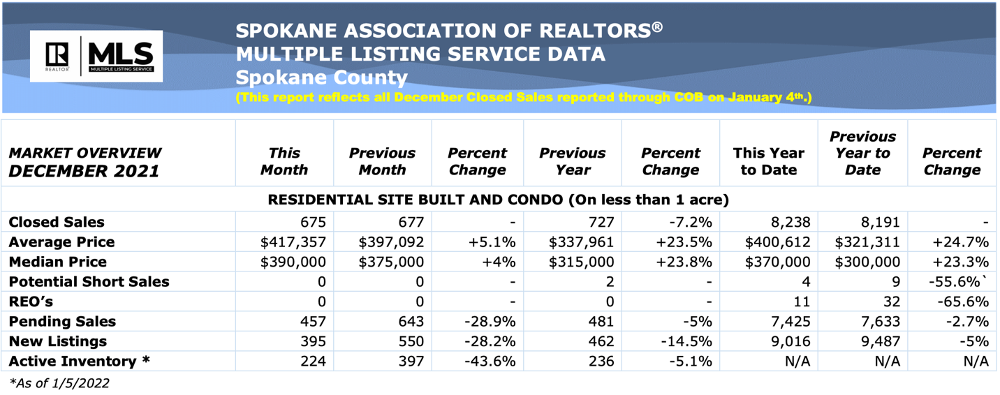 SPOKANE ASSOCIATION OF REALTORS®
MULTIPLE LISTING SERVICE DATA
Spokane County
(This report reflects all December Closed Sales reported through COB on January 4th.)
R MLS
REALTOR® MULTIPLE LISTING SERVICE
MARKET OVERVIEW DECEMBER 2021 This Month Previous Month Percent Change Previous Year Percent Change This Year to Date Previous Year to Date Percent Change
RESIDENTIAL SITE BUILT AND CONDO (On less than 1 acre)
Closed Sales 675 677 - 727 -7.2% 8,238 8,191 -
Average Price $417,357 $397,092 +5.1% $337,961 +23.5% $400,612 $321,311 +24.7%
Median Price $390,000 $375,000 +4% $315,000 +23.8% $370,000 $300,000 +23.3%
Potential Short Sales 0 0 - 2 - 4 9 -55.6%`
REO’s 0 0 - 0 - 11 32 -65.6%
Pending Sales 457 643 -28.9% 481 -5% 7,425 7,633 -2.7%
New Listings 395 550 -28.2% 462 -14.5% 9,016 9,487 -5%
Active Inventory * 224 397 -43.6% 236 -5.1% N/A N/A N/A
*As of 1/5/2022